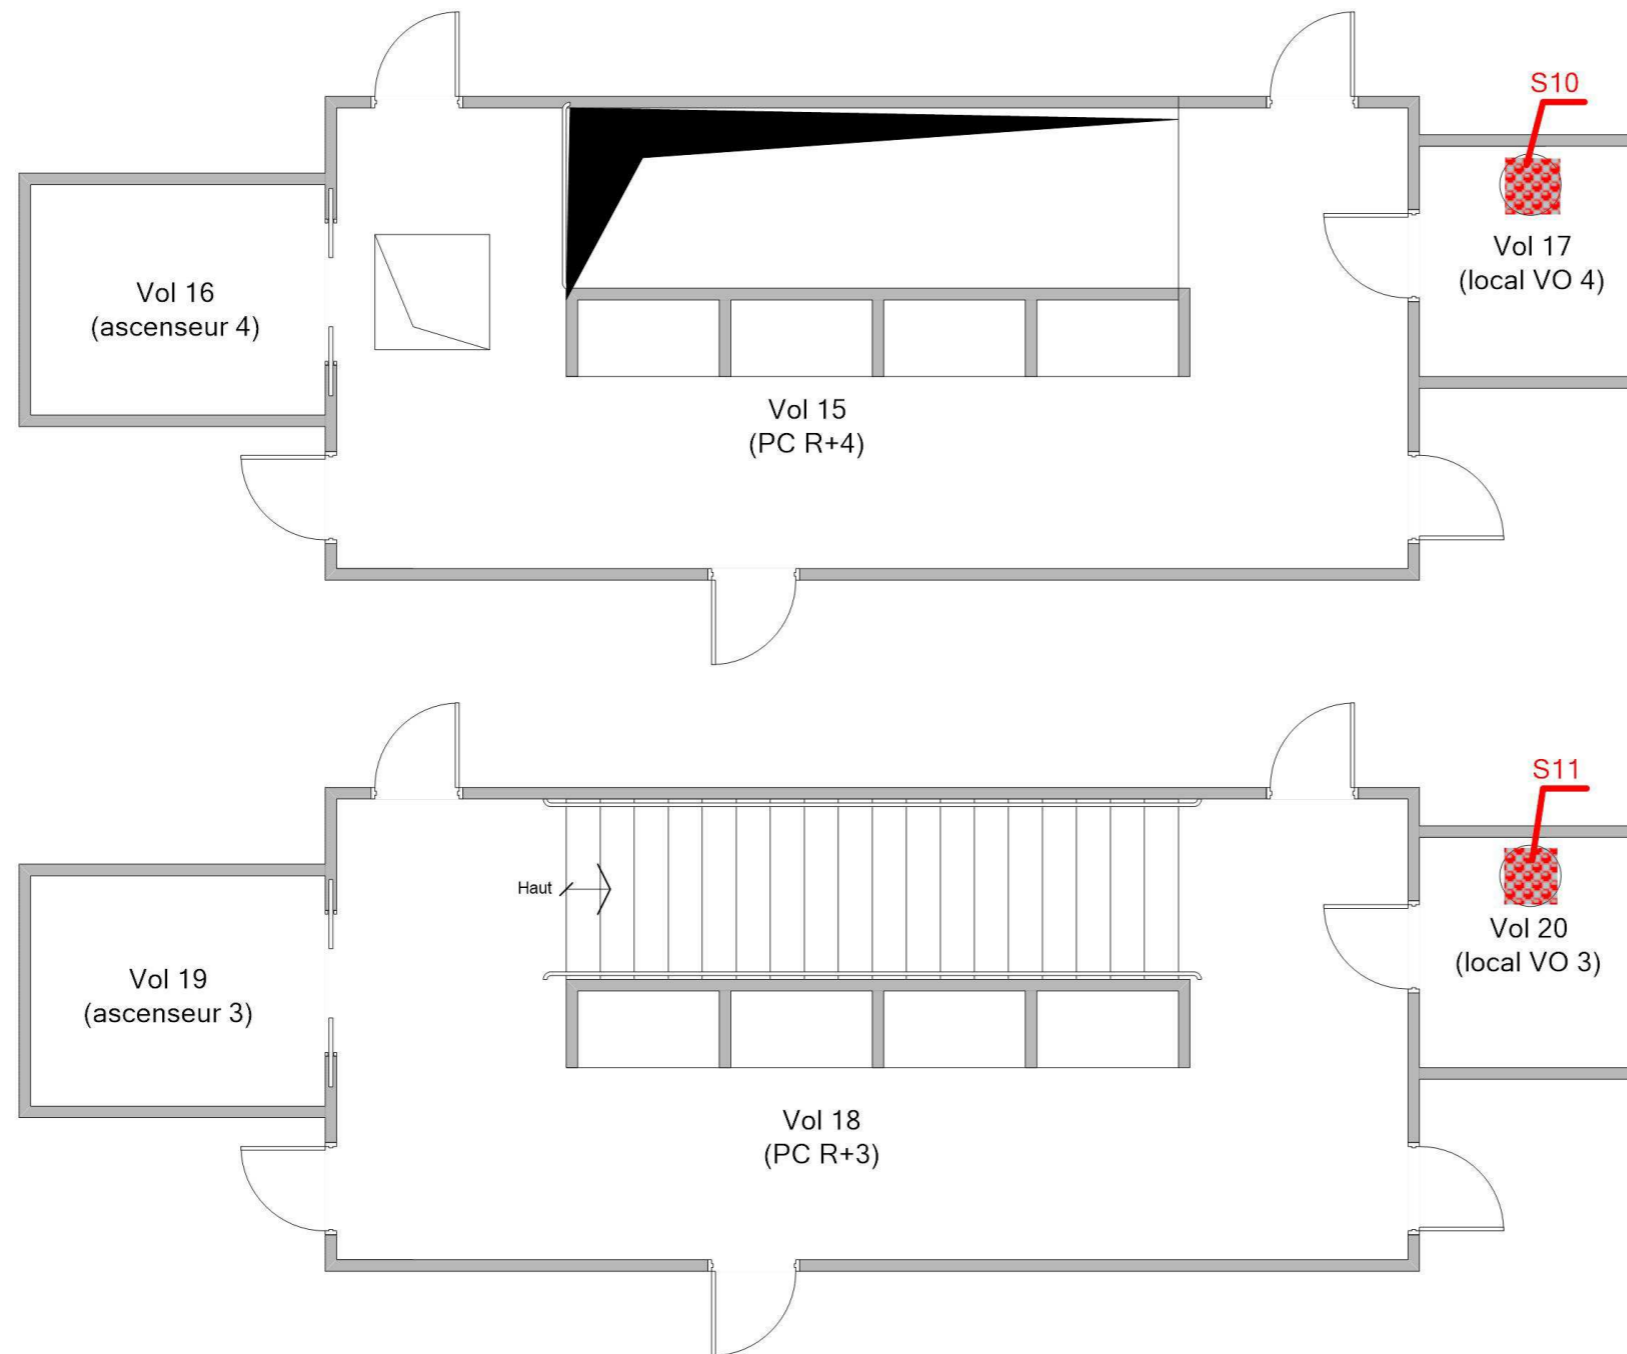 S10
Vol 17
(local VO 4)
Vol 16
(ascenseur 4)
Vol 15
(PC R+4)
S11
Haut
Vol 20
(local VO 3)
Vol 19
(ascenseur 3)
Vol 18
(PC R+3)